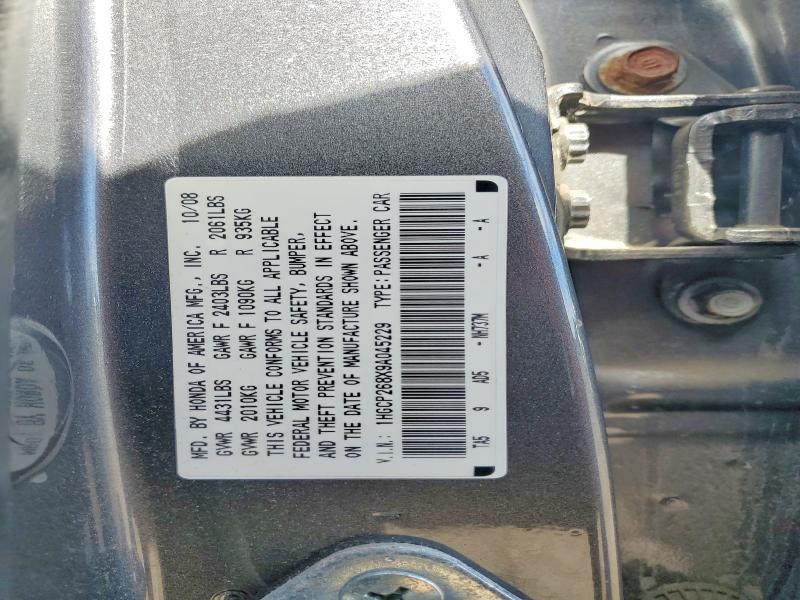 MFD. BY HONDA OF AMERICA MFG., INC. 10/08
GVWR 4431LBS GAWR F 2403LBS R 2061LBS
GVWR 2010KG GAWR F 1090KG R 935KG
THIS VEHICLE CONFORMS TO ALL APPLICABLE
FEDERAL MOTOR VEHICLE SAFETY, BUMPER,
AND THEFT PREVENTION STANDARDS IN EFFECT
ON THE DATE OF MANUFACTURE SHOWN ABOVE.
V.I.N.: 1HGCP268X9A045229 TYPE: PASSENGER CAR
TA5 9 A05 -NH737M -A -A